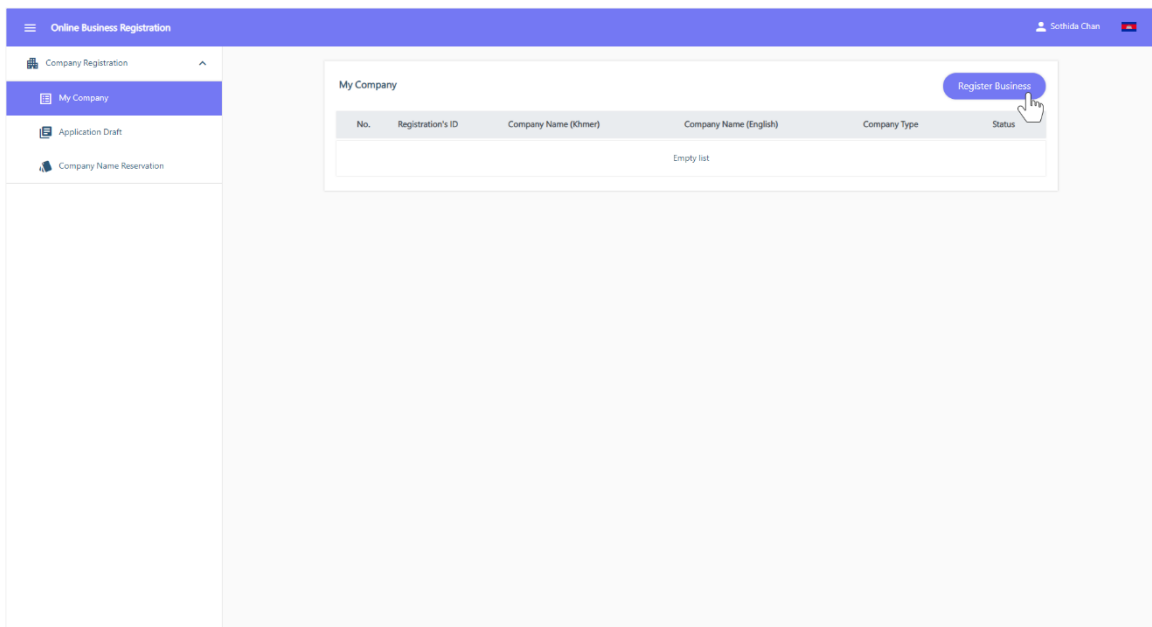 Online Business Registration
Sothida Chan
Company Registration
My Company
Application Draft
Company Name Reservation
My Company
Register Business
No. Registration's ID Company Name (Khmer) Company Name (English) Company Type Status
Empty list